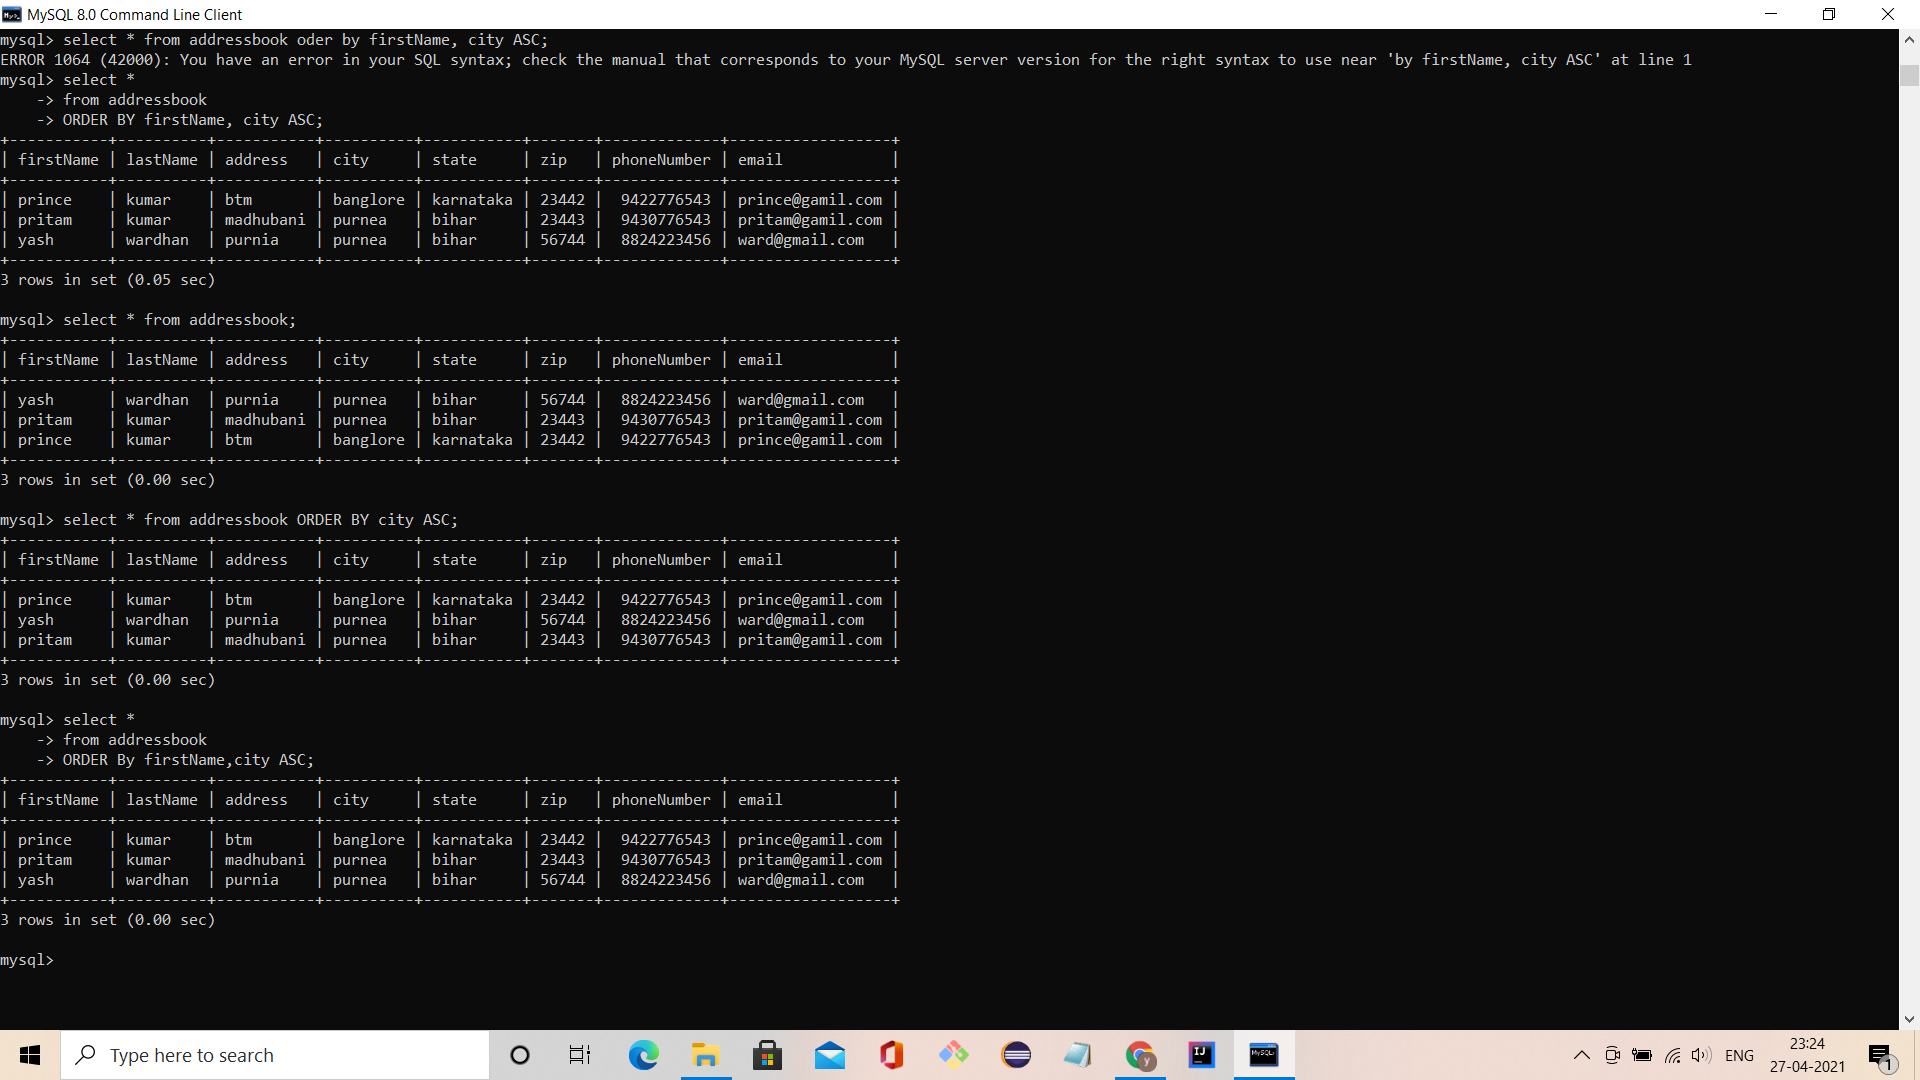 MySQL 8.0 Command Line Client
mysql> select * from addressbook oder by firstName, city ASC;
ERROR 1064 (42000): You have an error in your SQL syntax; check the manual that corresponds to your MySQL server version for the right syntax to use near 'by firstName, city ASC' at line 1
mysql> select *
    -> from addressbook
    -> ORDER BY firstName, city ASC;
+-----------+----------+-----------+----------+-----------+-------+-------------+------------------+
| firstName | lastName | address   | city     | state     | zip   | phoneNumber | email            |
+-----------+----------+-----------+----------+-----------+-------+-------------+------------------+
| prince    | kumar    | btm       | banglore | karnataka | 23442 |  9422776543 | prince@gamil.com |
| pritam    | kumar    | madhubani | purnea   | bihar     | 23443 |  9430776543 | pritam@gamil.com |
| yash      | wardhan  | purnia    | purnea   | bihar     | 56744 |  8824223456 | ward@gmail.com   |
+-----------+----------+-----------+----------+-----------+-------+-------------+------------------+
3 rows in set (0.05 sec)
mysql> select * from addressbook;
+-----------+----------+-----------+----------+-----------+-------+-------------+------------------+
| firstName | lastName | address   | city     | state     | zip   | phoneNumber | email            |
+-----------+----------+-----------+----------+-----------+-------+-------------+------------------+
| yash      | wardhan  | purnia    | purnea   | bihar     | 56744 |  8824223456 | ward@gmail.com   |
| pritam    | kumar    | madhubani | purnea   | bihar     | 23443 |  9430776543 | pritam@gamil.com |
| prince    | kumar    | btm       | banglore | karnataka | 23442 |  9422776543 | prince@gamil.com |
+-----------+----------+-----------+----------+-----------+-------+-------------+------------------+
3 rows in set (0.00 sec)
mysql> select * from addressbook ORDER BY city ASC;
+-----------+----------+-----------+----------+-----------+-------+-------------+------------------+
| firstName | lastName | address   | city     | state     | zip   | phoneNumber | email            |
+-----------+----------+-----------+----------+-----------+-------+-------------+------------------+
| prince    | kumar    | btm       | banglore | karnataka | 23442 |  9422776543 | prince@gamil.com |
| yash      | wardhan  | purnia    | purnea   | bihar     | 56744 |  8824223456 | ward@gmail.com   |
| pritam    | kumar    | madhubani | purnea   | bihar     | 23443 |  9430776543 | pritam@gamil.com |
+-----------+----------+-----------+----------+-----------+-------+-------------+------------------+
3 rows in set (0.00 sec)
mysql> select *
    -> from addressbook
    -> ORDER By firstName,city ASC;
+-----------+----------+-----------+----------+-----------+-------+-------------+------------------+
| firstName | lastName | address   | city     | state     | zip   | phoneNumber | email            |
+-----------+----------+-----------+----------+-----------+-------+-------------+------------------+
| prince    | kumar    | btm       | banglore | karnataka | 23442 |  9422776543 | prince@gamil.com |
| pritam    | kumar    | madhubani | purnea   | bihar     | 23443 |  9430776543 | pritam@gamil.com |
| yash      | wardhan  | purnia    | purnea   | bihar     | 56744 |  8824223456 | ward@gmail.com   |
+-----------+----------+-----------+----------+-----------+-------+-------------+------------------+
3 rows in set (0.00 sec)
mysql>
Type here to search
y
IJ
MySQL
ENG
23:24
27-04-2021
1